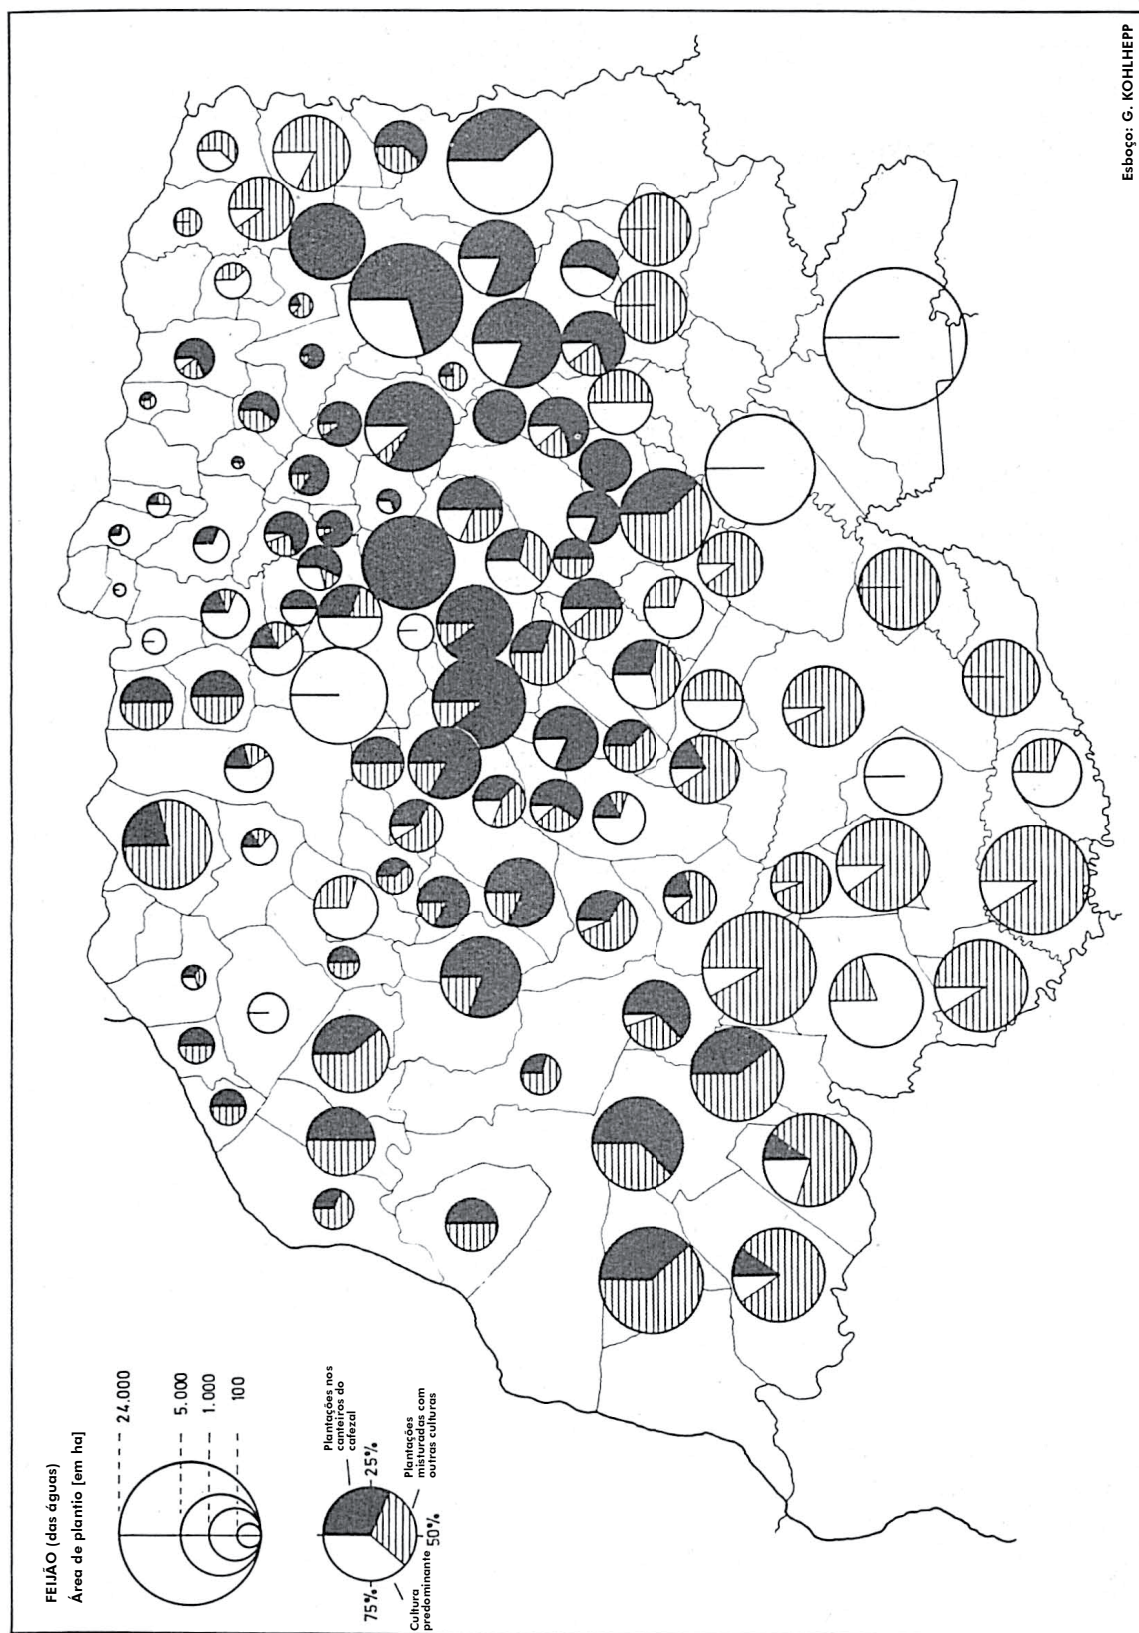 FEIJÃO (das águas)
Área de plantio [em ha]
24.000
5.000
1.000
100
Plantações nos
canteiros do
cafezal
25%
Plantações
misturadas com
outras culturas
50%
Cultura
predominante
75%
Esboço: G. KOHLHEPP